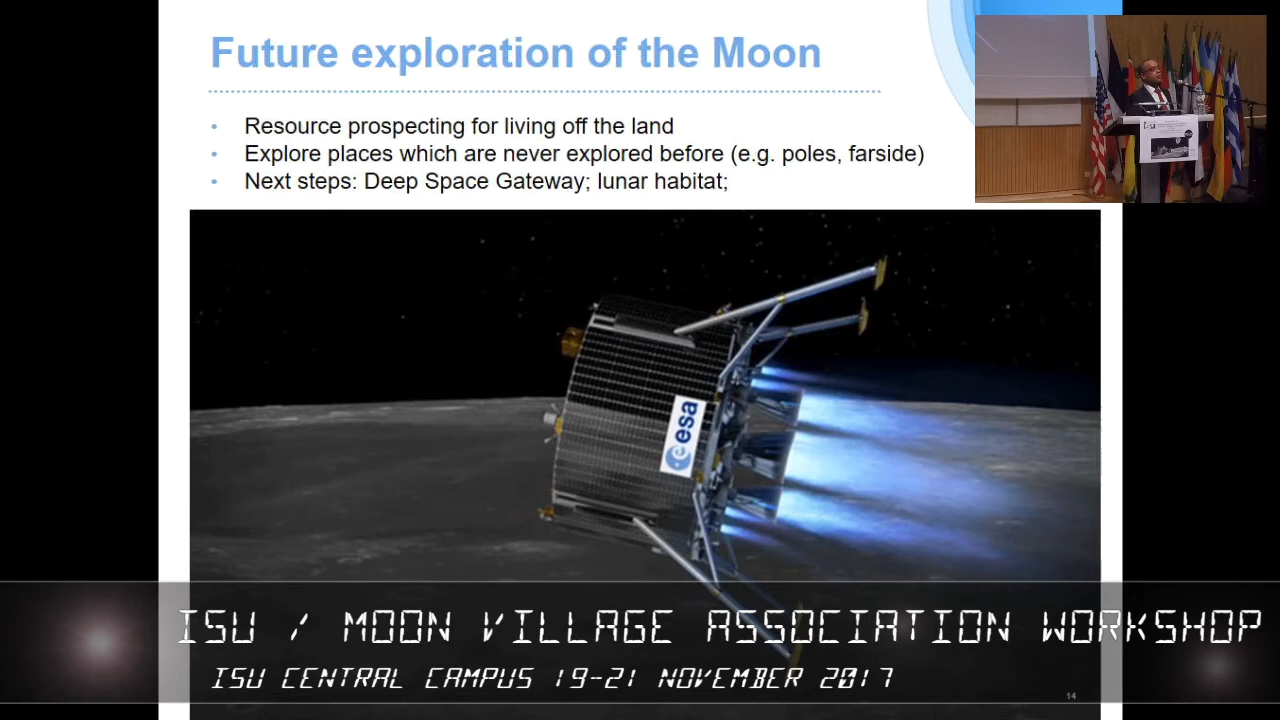 Future exploration of the Moon
• Resource prospecting for living off the land
• Explore places which are never explored before (e.g. poles, farside)
• Next steps: Deep Space Gateway; lunar habitat;
esa
ISU / MOON VILLAGE ASSOCIATION WORKSHOP
ISU CENTRAL CAMPUS 19-21 NOVEMBER 2017
14